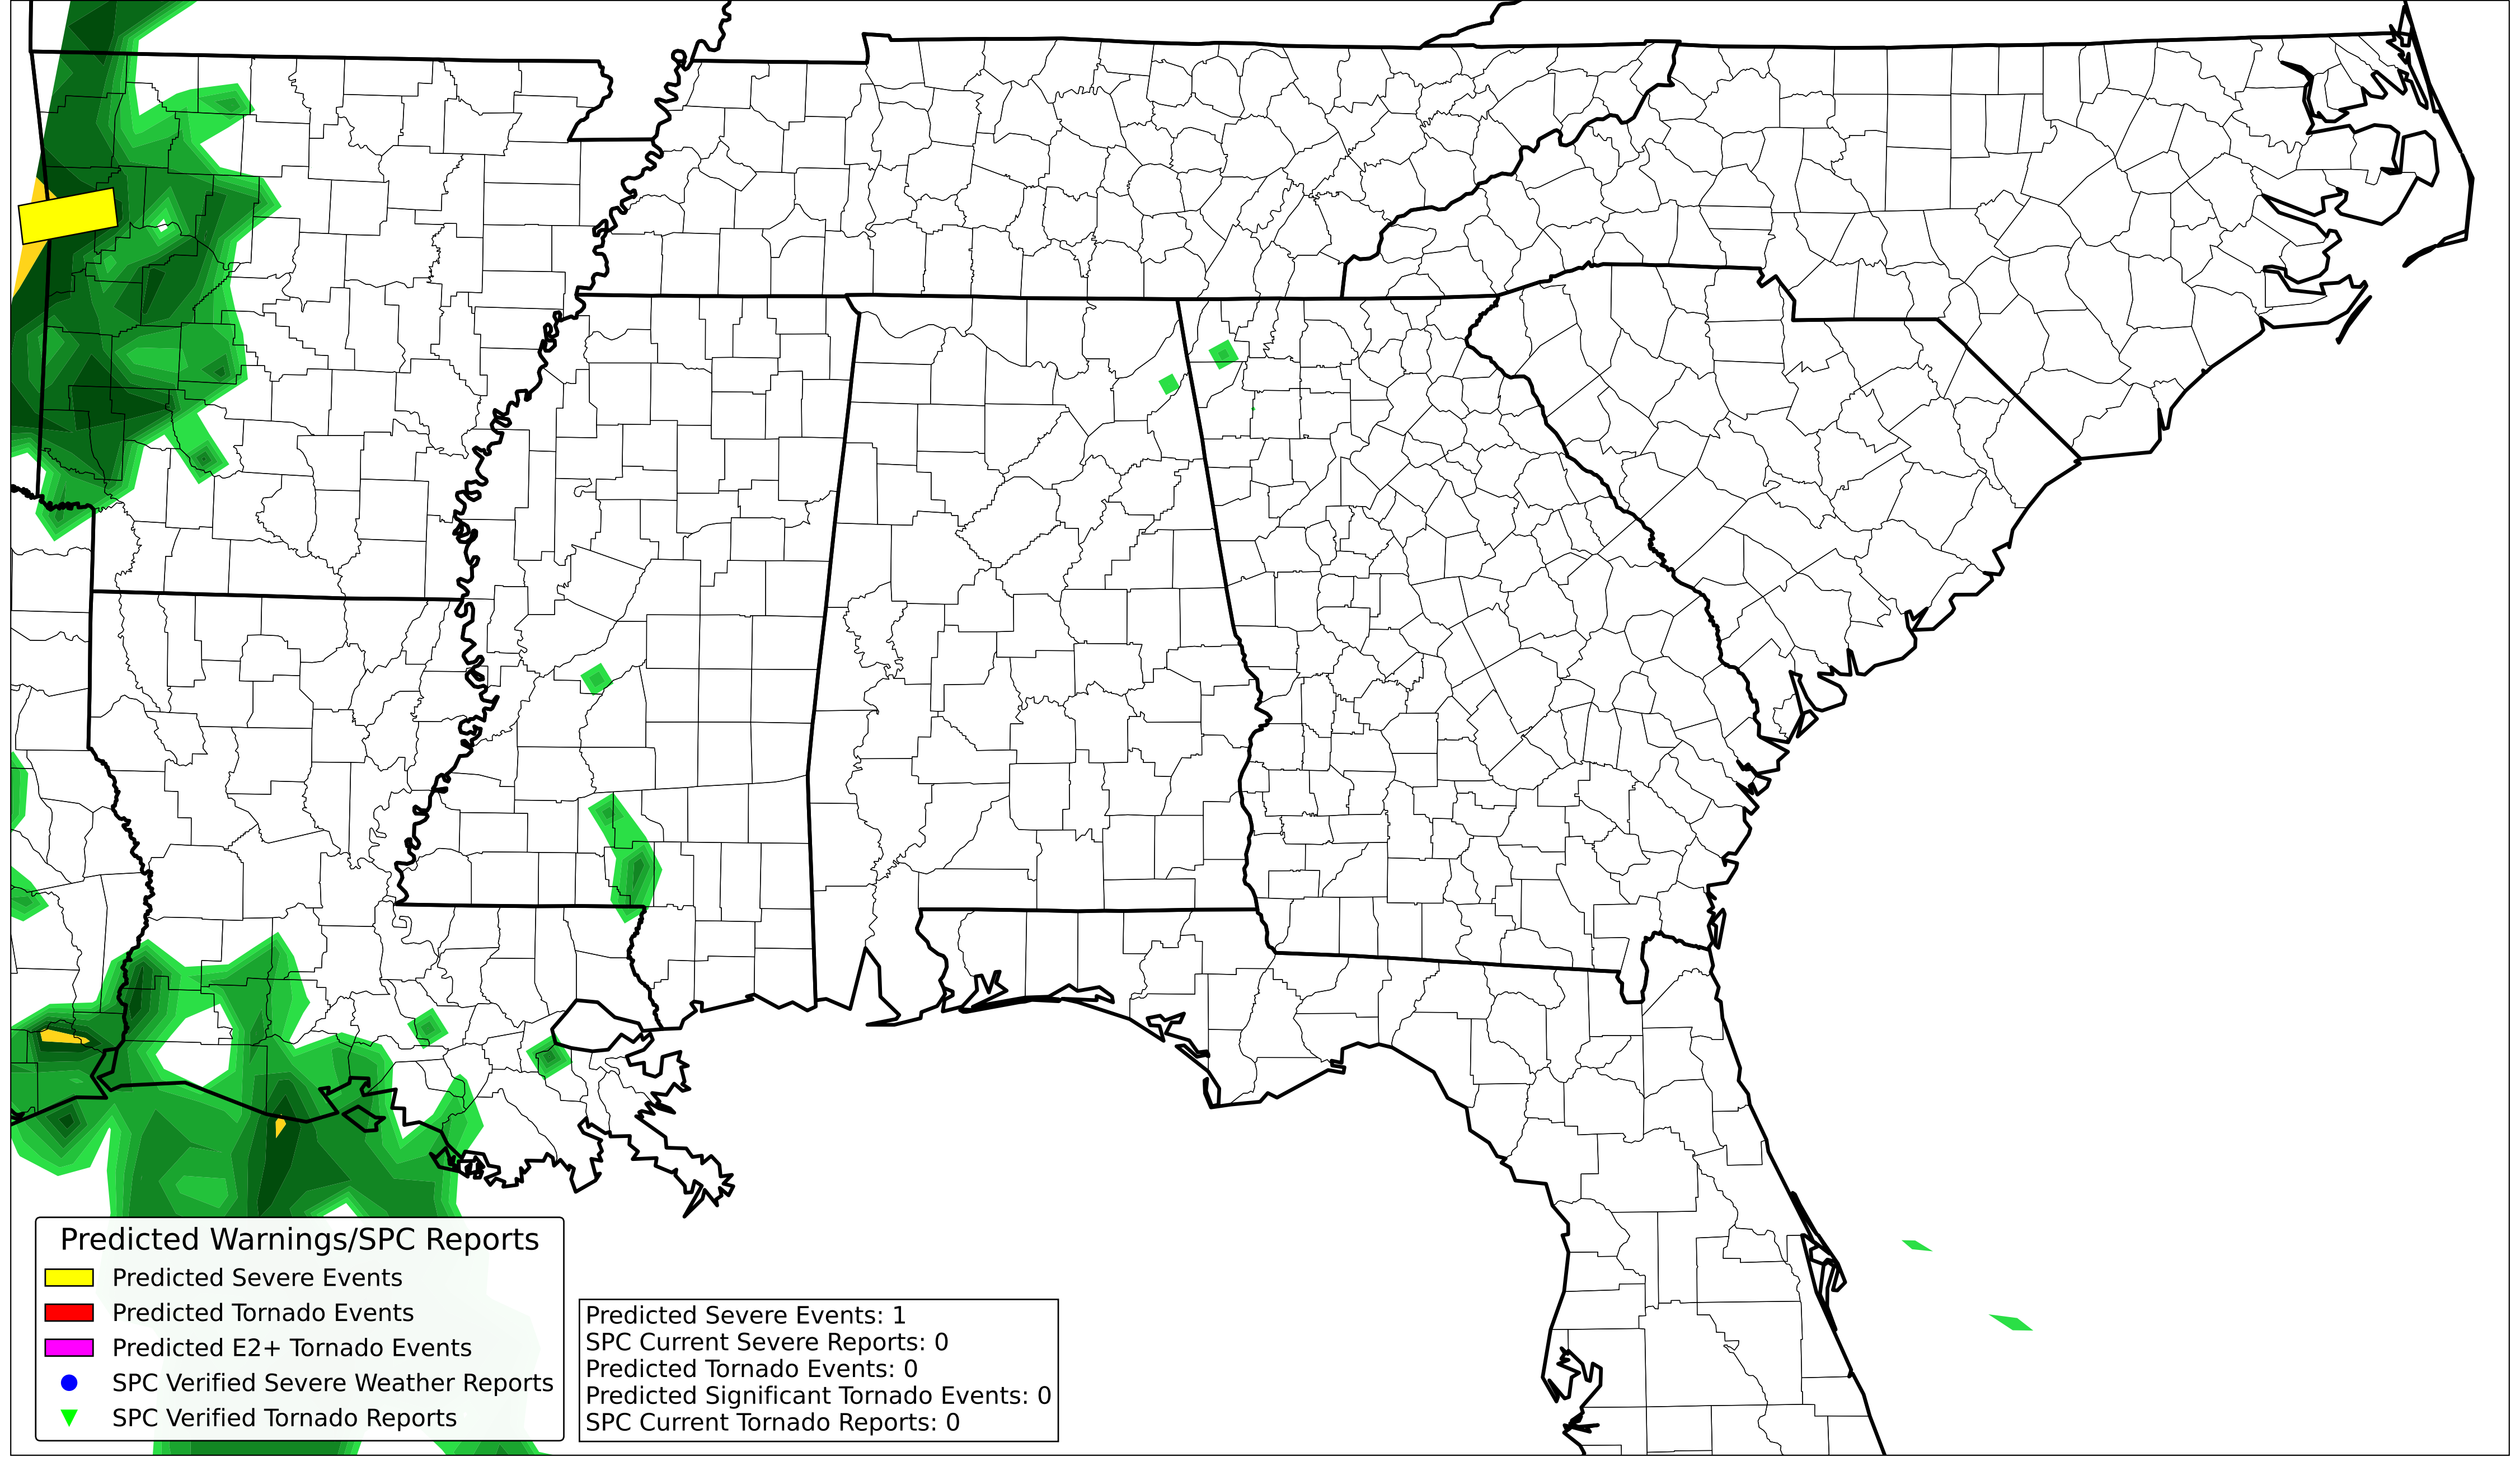 Predicted Warnings/SPC Reports
Predicted Severe Events
Predicted Tornado Events
Predicted E2+ Tornado Events
SPC Verified Severe Weather Reports
SPC Verified Tornado Reports
Predicted Severe Events: 1
SPC Current Severe Reports: 0
Predicted Tornado Events: 0
Predicted Significant Tornado Events: 0
SPC Current Tornado Reports: 0